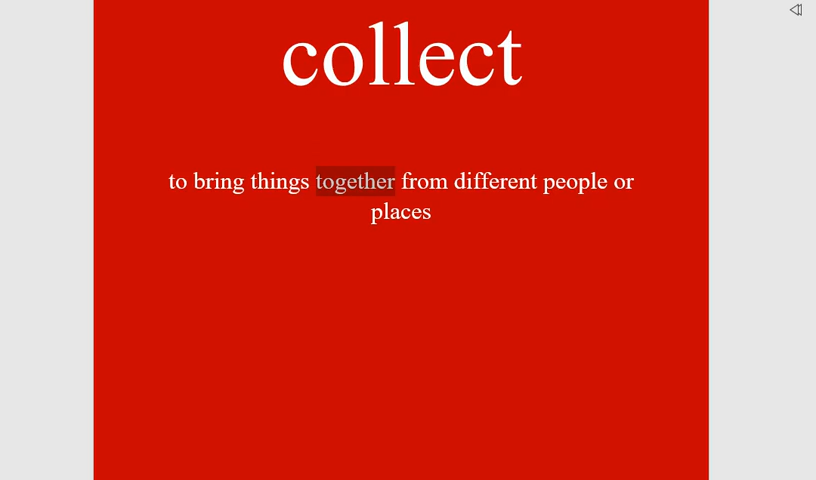 collect
to bring things together from different people or
places